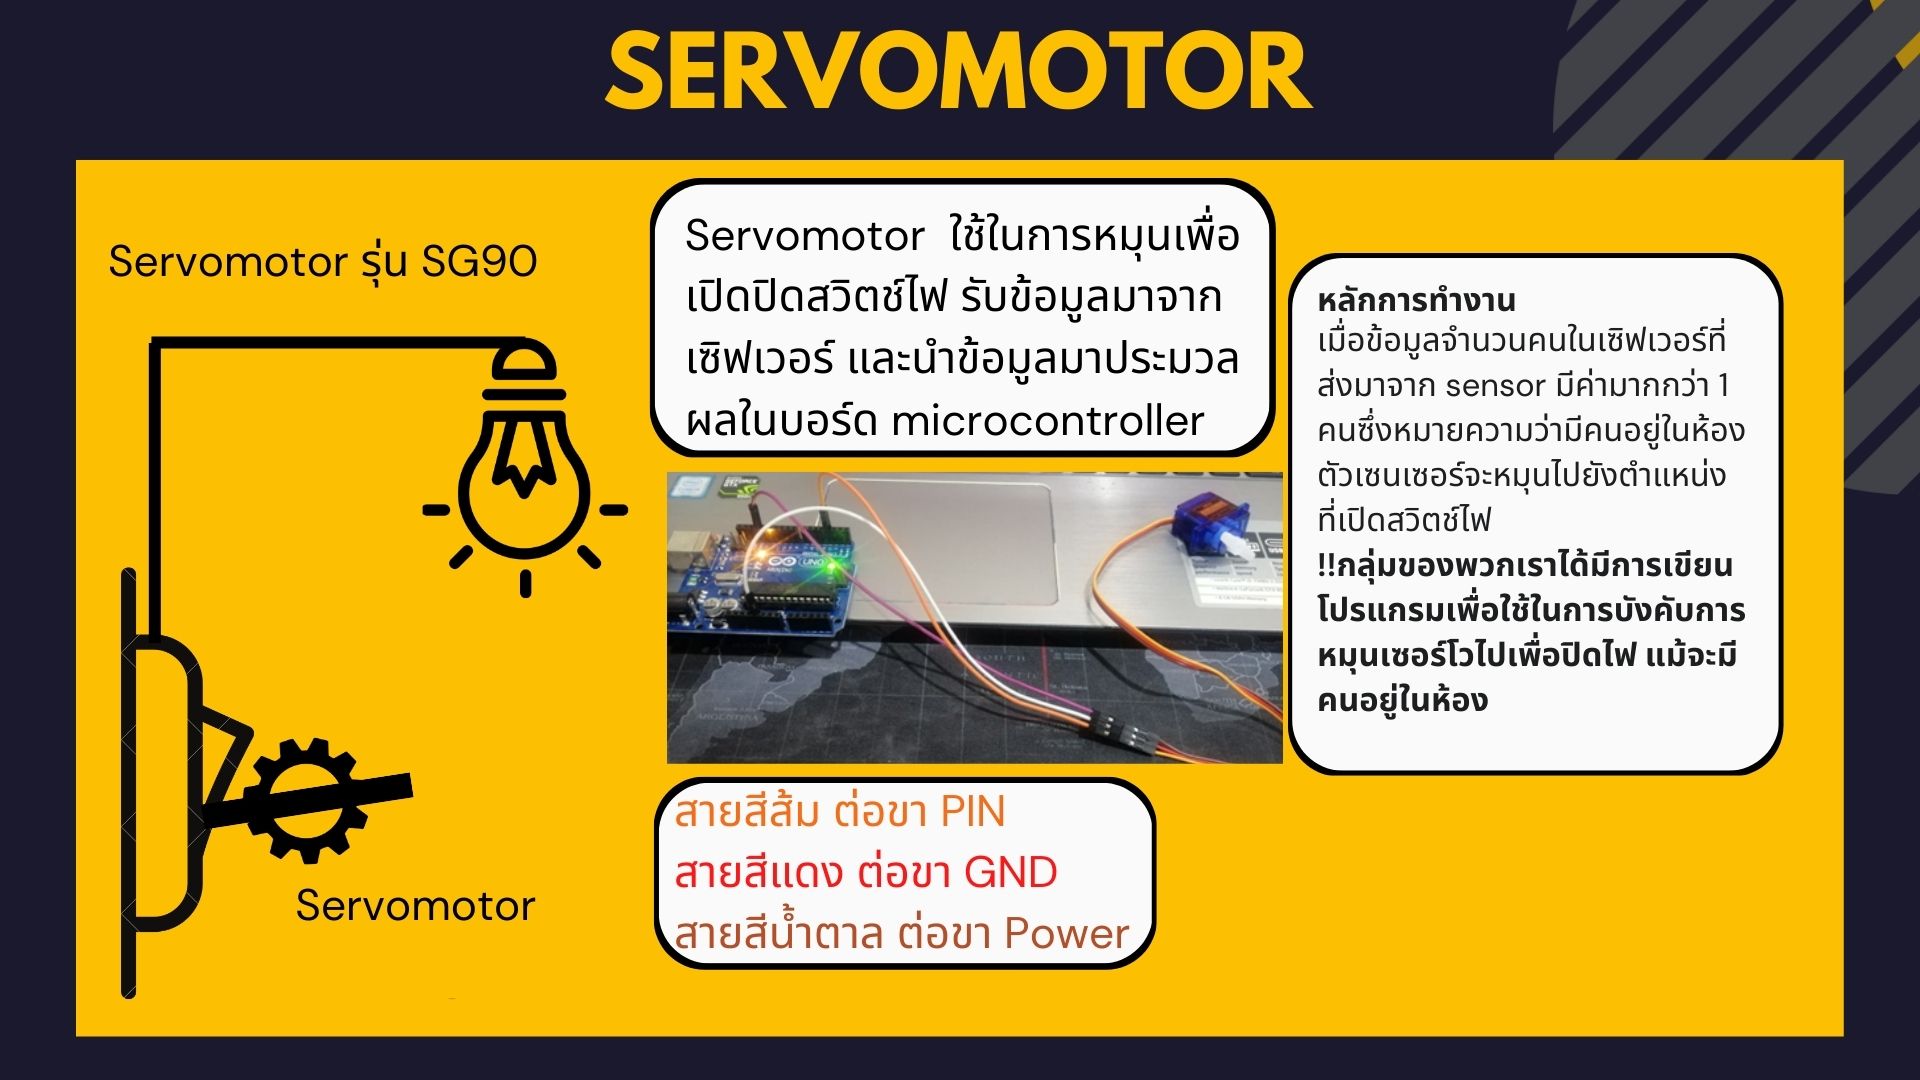 SERVOMOTOR
Servomotor รุ่น SG90
Servomotor ใช้ในการหมุนเพื่อ
เปิดปิดสวิตช์ไฟ รับข้อมูลมาจาก
เซิฟเวอร์ และนำข้อมูลมาประมวล
ผลในบอร์ด microcontroller
หลักการทำงาน
เมื่อข้อมูลจำนวนคนในเซิฟเวอร์ที่
ส่งมาจาก sensor มีค่ามากกว่า 1
คนซึ่งหมายความว่ามีคนอยู่ในห้อง
ตัวเซนเซอร์จะหมุนไปยังตำแหน่ง
ที่เปิดสวิตช์ไฟ
!!กลุ่มของพวกเราได้มีการเขียน
โปรแกรมเพื่อใช้ในการบังคับการ
หมุนเซอร์โวไปเพื่อปิดไฟ แม้จะมี
คนอยู่ในห้อง
UNO
สายสีส้ม ต่อขา PIN
สายสีแดง ต่อขา GND
สายสีน้ำตาล ต่อขา Power
Servomotor